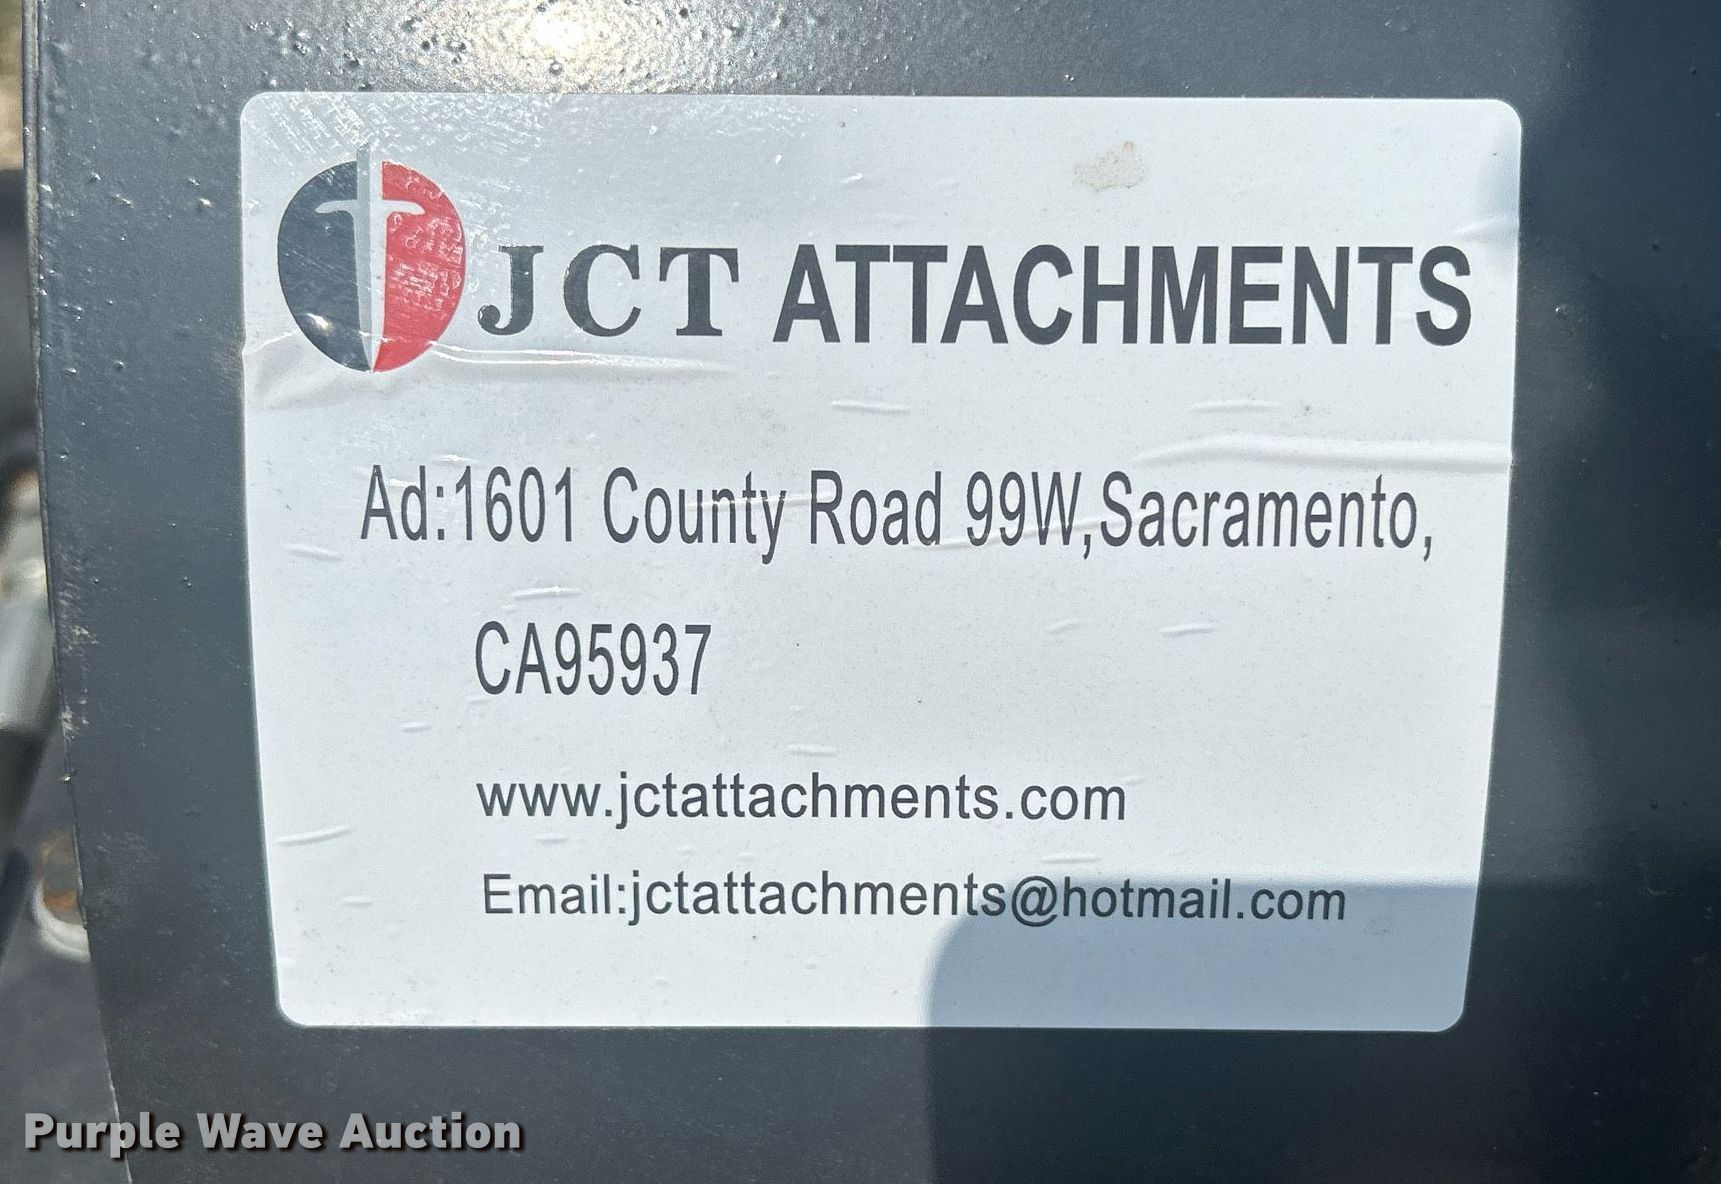 JCT ATTACHMENTS
Ad:1601 County Road 99W,Sacramento,
CA95937
www.jctattachments.com
Email:jctattachments@hotmail.com
Purple Wave Auction